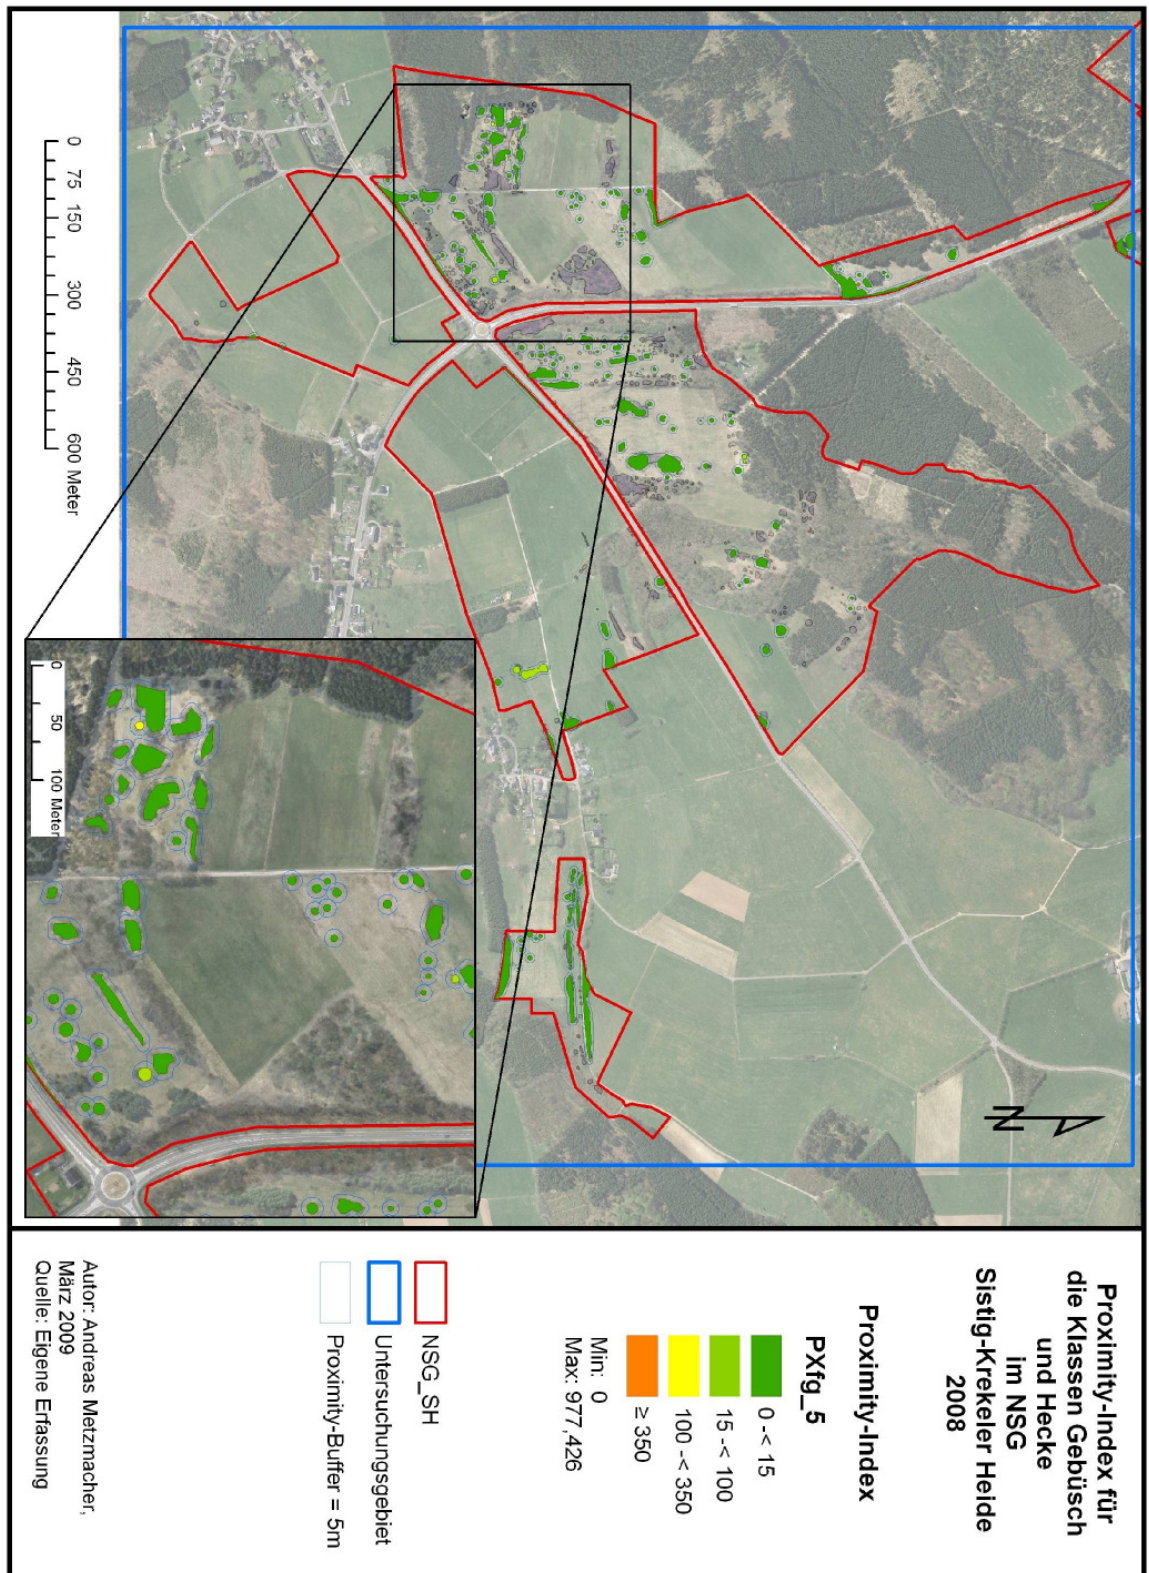 Proximity-Index für
die Klassen Gebüsch
und Hecke
im NSG
Sistig-Krekeler Heide
2008
Proximity-Index
PXfg_5
0 -< 15
15 -< 100
100 -< 350
≥ 350
Min: 0
Max: 977,426
NSG_SH
Untersuchungsgebiet
Proximity-Buffer = 5m
Autor: Andreas Metzmacher,
März 2009
Quelle: Eigene Erfassung
0 75 150 300 450 600 Meter
0 50 100 Meter
N